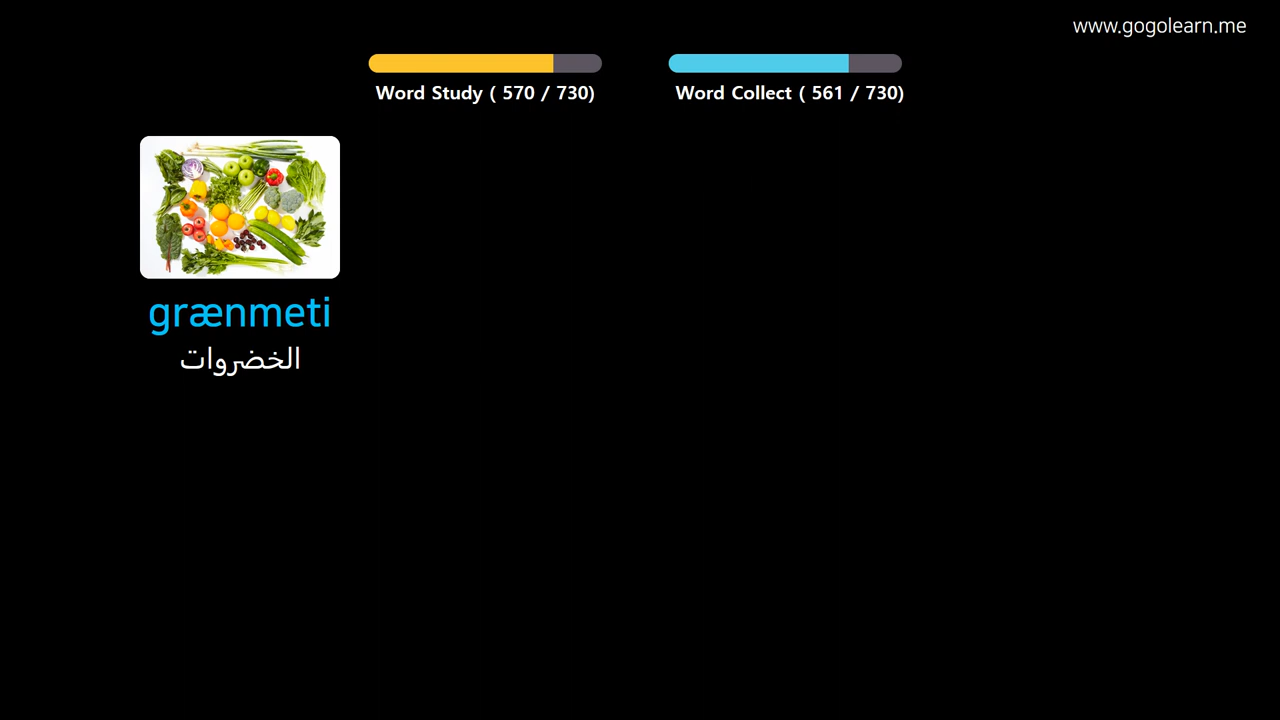 www.gogolearn.me
Word Study ( 570 / 730)
Word Collect ( 561 / 730)
grænmeti
الخضروات